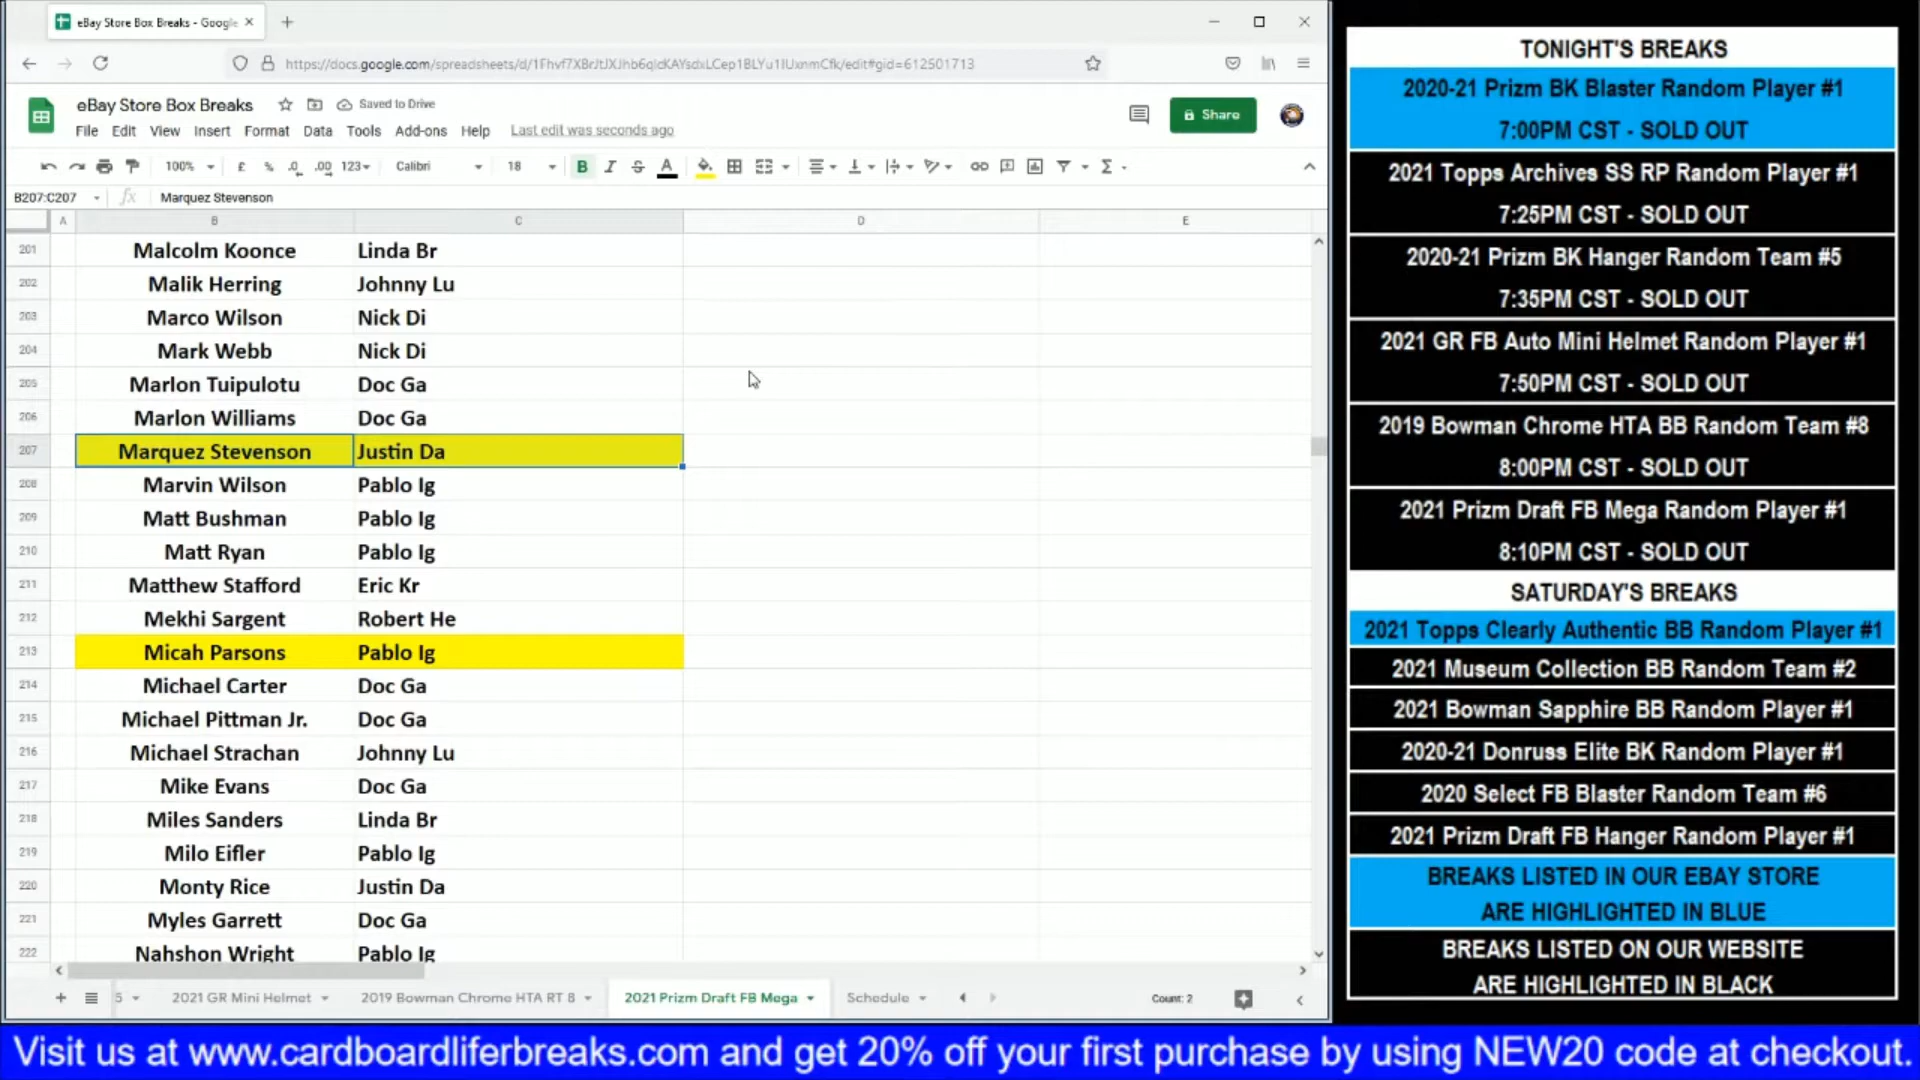 eBay Store Box Breaks - Google
docs.google.com/spreadsheets/d/1Fhvf7XBrJtJXJhb6qIdKAYsdxLCep1BLYu1IUxnmCfk/edit#gid=612501713
eBay Store Box Breaks
Saved to Drive
Share
File Edit View Insert Format Data Tools Add-ons Help Last edit was seconds ago
100% £ % .0 .00 123 Calibri 18 B I S A
B207:C207 fx Marquez Stevenson
A B C D E
201 Malcolm Koonce Linda Br
202 Malik Herring Johnny Lu
203 Marco Wilson Nick Di
204 Mark Webb Nick Di
205 Marlon Tuipulotu Doc Ga
206 Marlon Williams Doc Ga
207 Marquez Stevenson Justin Da
208 Marvin Wilson Pablo Ig
209 Matt Bushman Pablo Ig
210 Matt Ryan Pablo Ig
211 Matthew Stafford Eric Kr
212 Mekhi Sargent Robert He
213 Micah Parsons Pablo Ig
214 Michael Carter Doc Ga
215 Michael Pittman Jr. Doc Ga
216 Michael Strachan Johnny Lu
217 Mike Evans Doc Ga
218 Miles Sanders Linda Br
219 Milo Eifler Pablo Ig
220 Monty Rice Justin Da
221 Myles Garrett Doc Ga
222 Nahshon Wright Pablo Ig
5 2021 GR Mini Helmet 2019 Bowman Chrome HTA RT 8 2021 Prizm Draft FB Mega Schedule Count: 2
TONIGHT'S BREAKS
2020-21 Prizm BK Blaster Random Player #1
7:00PM CST - SOLD OUT
2021 Topps Archives SS RP Random Player #1
7:25PM CST - SOLD OUT
2020-21 Prizm BK Hanger Random Team #5
7:35PM CST - SOLD OUT
2021 GR FB Auto Mini Helmet Random Player #1
7:50PM CST - SOLD OUT
2019 Bowman Chrome HTA BB Random Team #8
8:00PM CST - SOLD OUT
2021 Prizm Draft FB Mega Random Player #1
8:10PM CST - SOLD OUT
SATURDAY'S BREAKS
2021 Topps Clearly Authentic BB Random Player #1
2021 Museum Collection BB Random Team #2
2021 Bowman Sapphire BB Random Player #1
2020-21 Donruss Elite BK Random Player #1
2020 Select FB Blaster Random Team #6
2021 Prizm Draft FB Hanger Random Player #1
BREAKS LISTED IN OUR EBAY STORE
ARE HIGHLIGHTED IN BLUE
BREAKS LISTED ON OUR WEBSITE
ARE HIGHLIGHTED IN BLACK
Visit us at www.cardboardliferbreaks.com and get 20% off your first purchase by using NEW20 code at checkout.